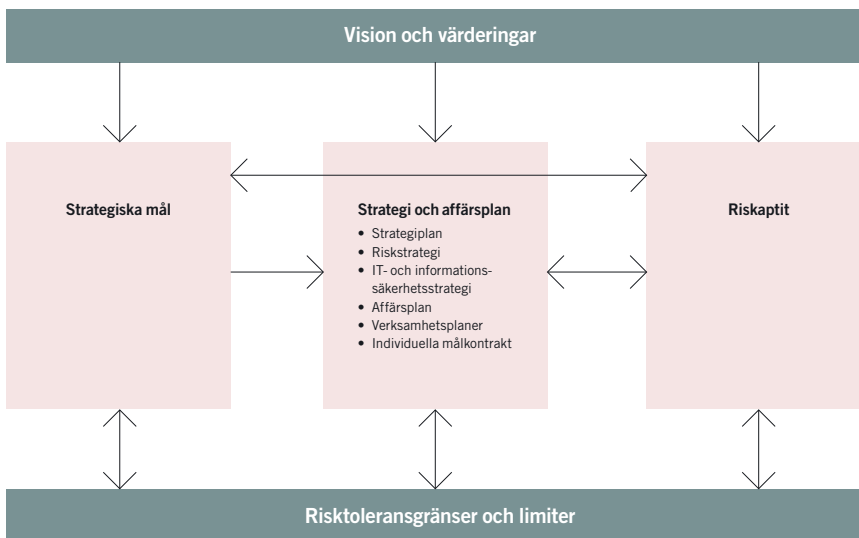 Vision och värderingar
Strategiska mål
Strategi och affärsplan
• Strategiplan
• Riskstrategi
• IT- och informations-
säkerhetsstrategi
• Affärsplan
• Verksamhetsplaner
• Individuella målkontrakt
Riskaptit
Risktoleransgränser och limiter